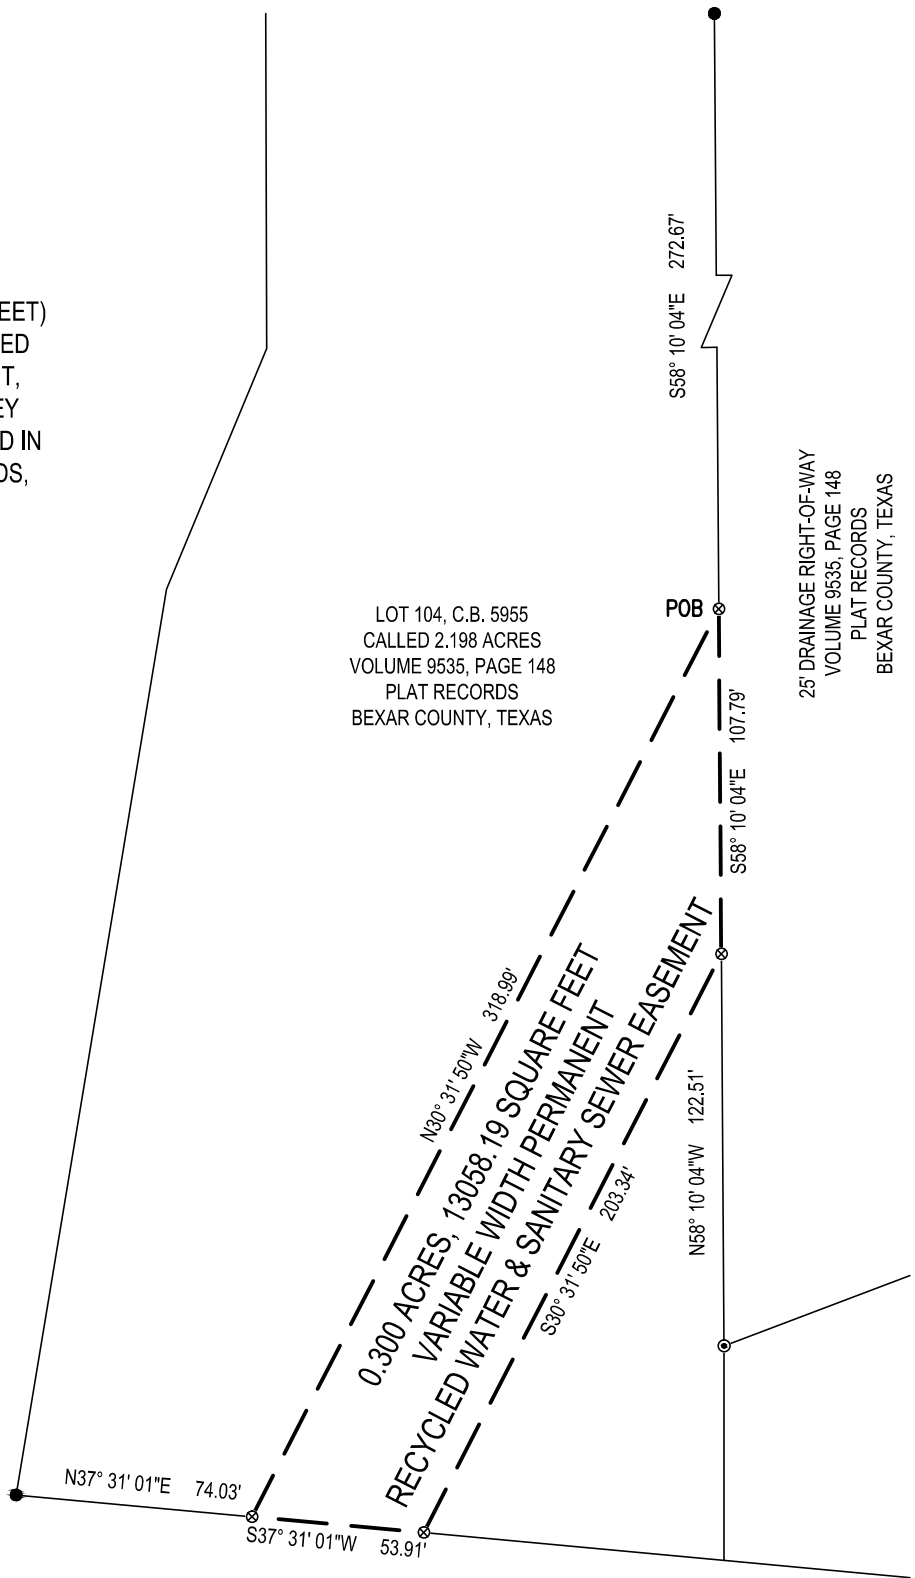 EET)
ED
T,
EY
D IN
DS,
S58° 10' 04"E 272.67'
25' DRAINAGE RIGHT-OF-WAY
VOLUME 9535, PAGE 148
PLAT RECORDS
BEXAR COUNTY, TEXAS
LOT 104, C.B. 5955
CALLED 2.198 ACRES
VOLUME 9535, PAGE 148
PLAT RECORDS
BEXAR COUNTY, TEXAS
POB
S58° 10' 04"E 107.79'
N30° 31' 50"W 318.99'
0.300 ACRES, 13058.19 SQUARE FEET
VARIABLE WIDTH PERMANENT
RECYCLED WATER & SANITARY SEWER EASEMENT
S30° 31' 50"E 203.34'
N58° 10' 04"W 122.51'
N37° 31' 01"E 74.03'
S37° 31' 01"W 53.91'